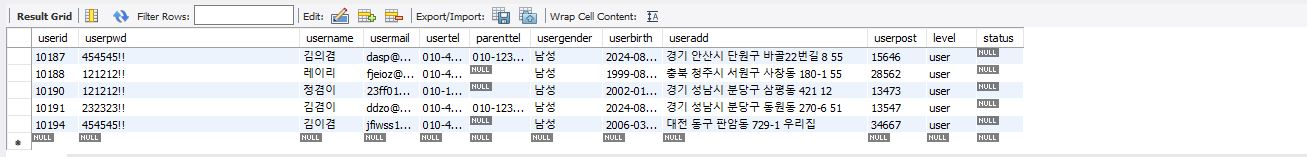 Result Grid Filter Rows: Edit: Export/Import: Wrap Cell Content:
userid userpwd username usermail usertel parenttel usergender userbirth useradd userpost level status
10187 454545!! 김의겸 dasp@... 010-4... 010-123... 남성 2024-08... 경기 안산시 단원구 바골22번길 8 55 15646 user NULL
10188 121212!! 레이리 fjeioz@... 010-4... NULL 남성 1999-08... 충북 청주시 서원구 사창동 180-1 55 28562 user NULL
10190 121212!! 정겸이 23ff01... 010-1... NULL 남성 2002-01... 경기 성남시 분당구 삼평동 421 12 13473 user NULL
10191 232323!! 김겸이 ddzo@... 010-4... 010-123... 남성 2024-08... 경기 성남시 분당구 동원동 270-6 51 13547 user NULL
10194 454545!! 김이겸 jfiwss1... 010-4... NULL 남성 2006-03... 대전 동구 판암동 729-1 우리집 34667 user NULL
NULL NULL NULL NULL NULL NULL NULL NULL NULL NULL NULL NULL